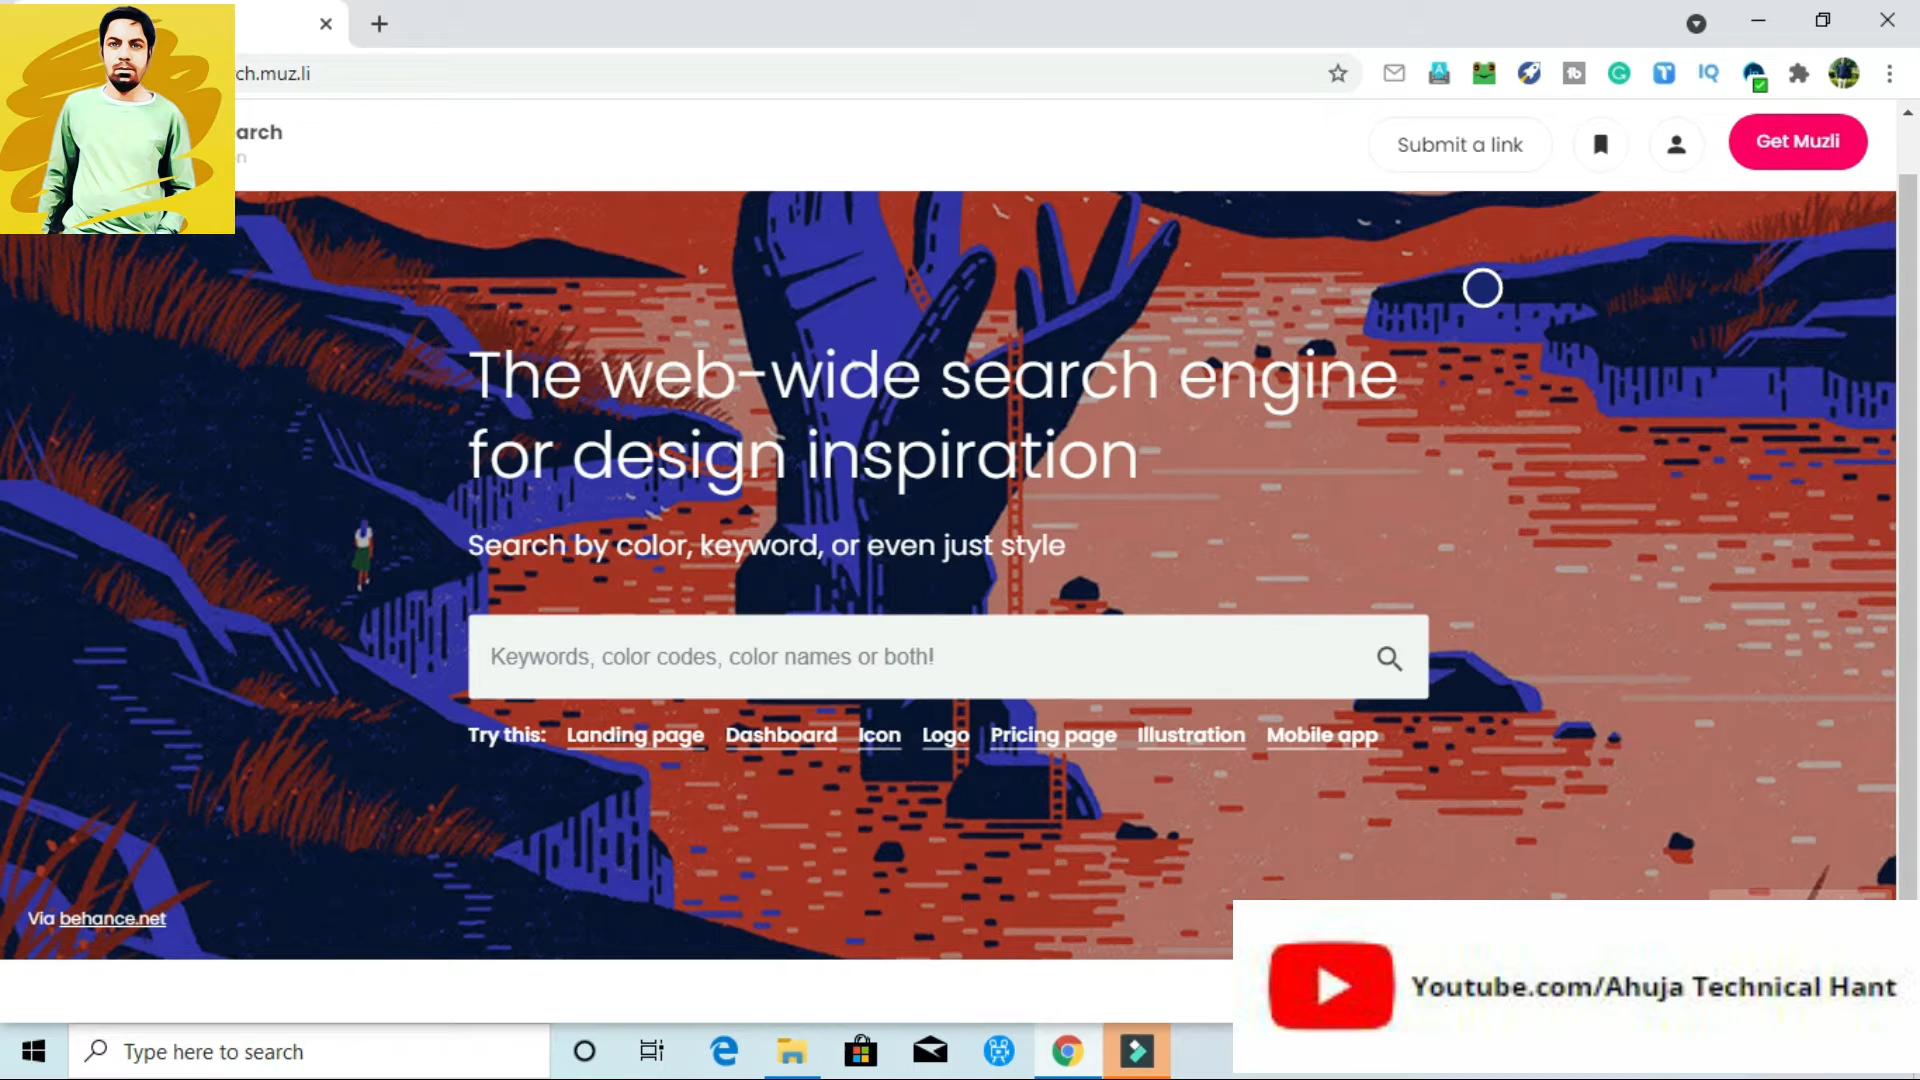 ch.muz.li
arch
n
Submit a link
Get Muzli
The web-wide search engine
for design inspiration
Search by color, keyword, or even just style
Keywords, color codes, color names or both!
Try this: Landing page Dashboard Icon Logo Pricing page Illustration Mobile app
Via behance.net
Youtube.com/Ahuja Technical Hant
Type here to search